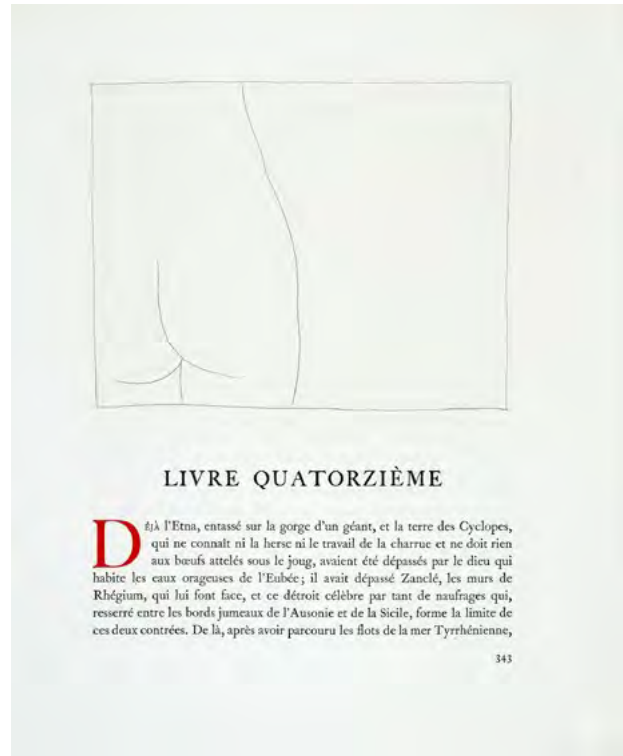 LIVRE QUATORZIÈME
DÉJÀ l'Etna, entassé sur la gorge d'un géant, et la terre des Cyclopes,
qui ne connaît ni la herse ni le travail de la charrue et ne doit rien
aux bœufs attelés sous le joug, avaient été dépassés par le dieu qui
habite les eaux orageuses de l'Eubée; il avait dépassé Zanclé, les murs de
Rhégium, qui lui font face, et ce détroit célèbre par tant de naufrages qui,
resserré entre les bords jumeaux de l'Ausonie et de la Sicile, forme la limite de
ces deux contrées. De là, après avoir parcouru les flots de la mer Tyrrhénienne,
343